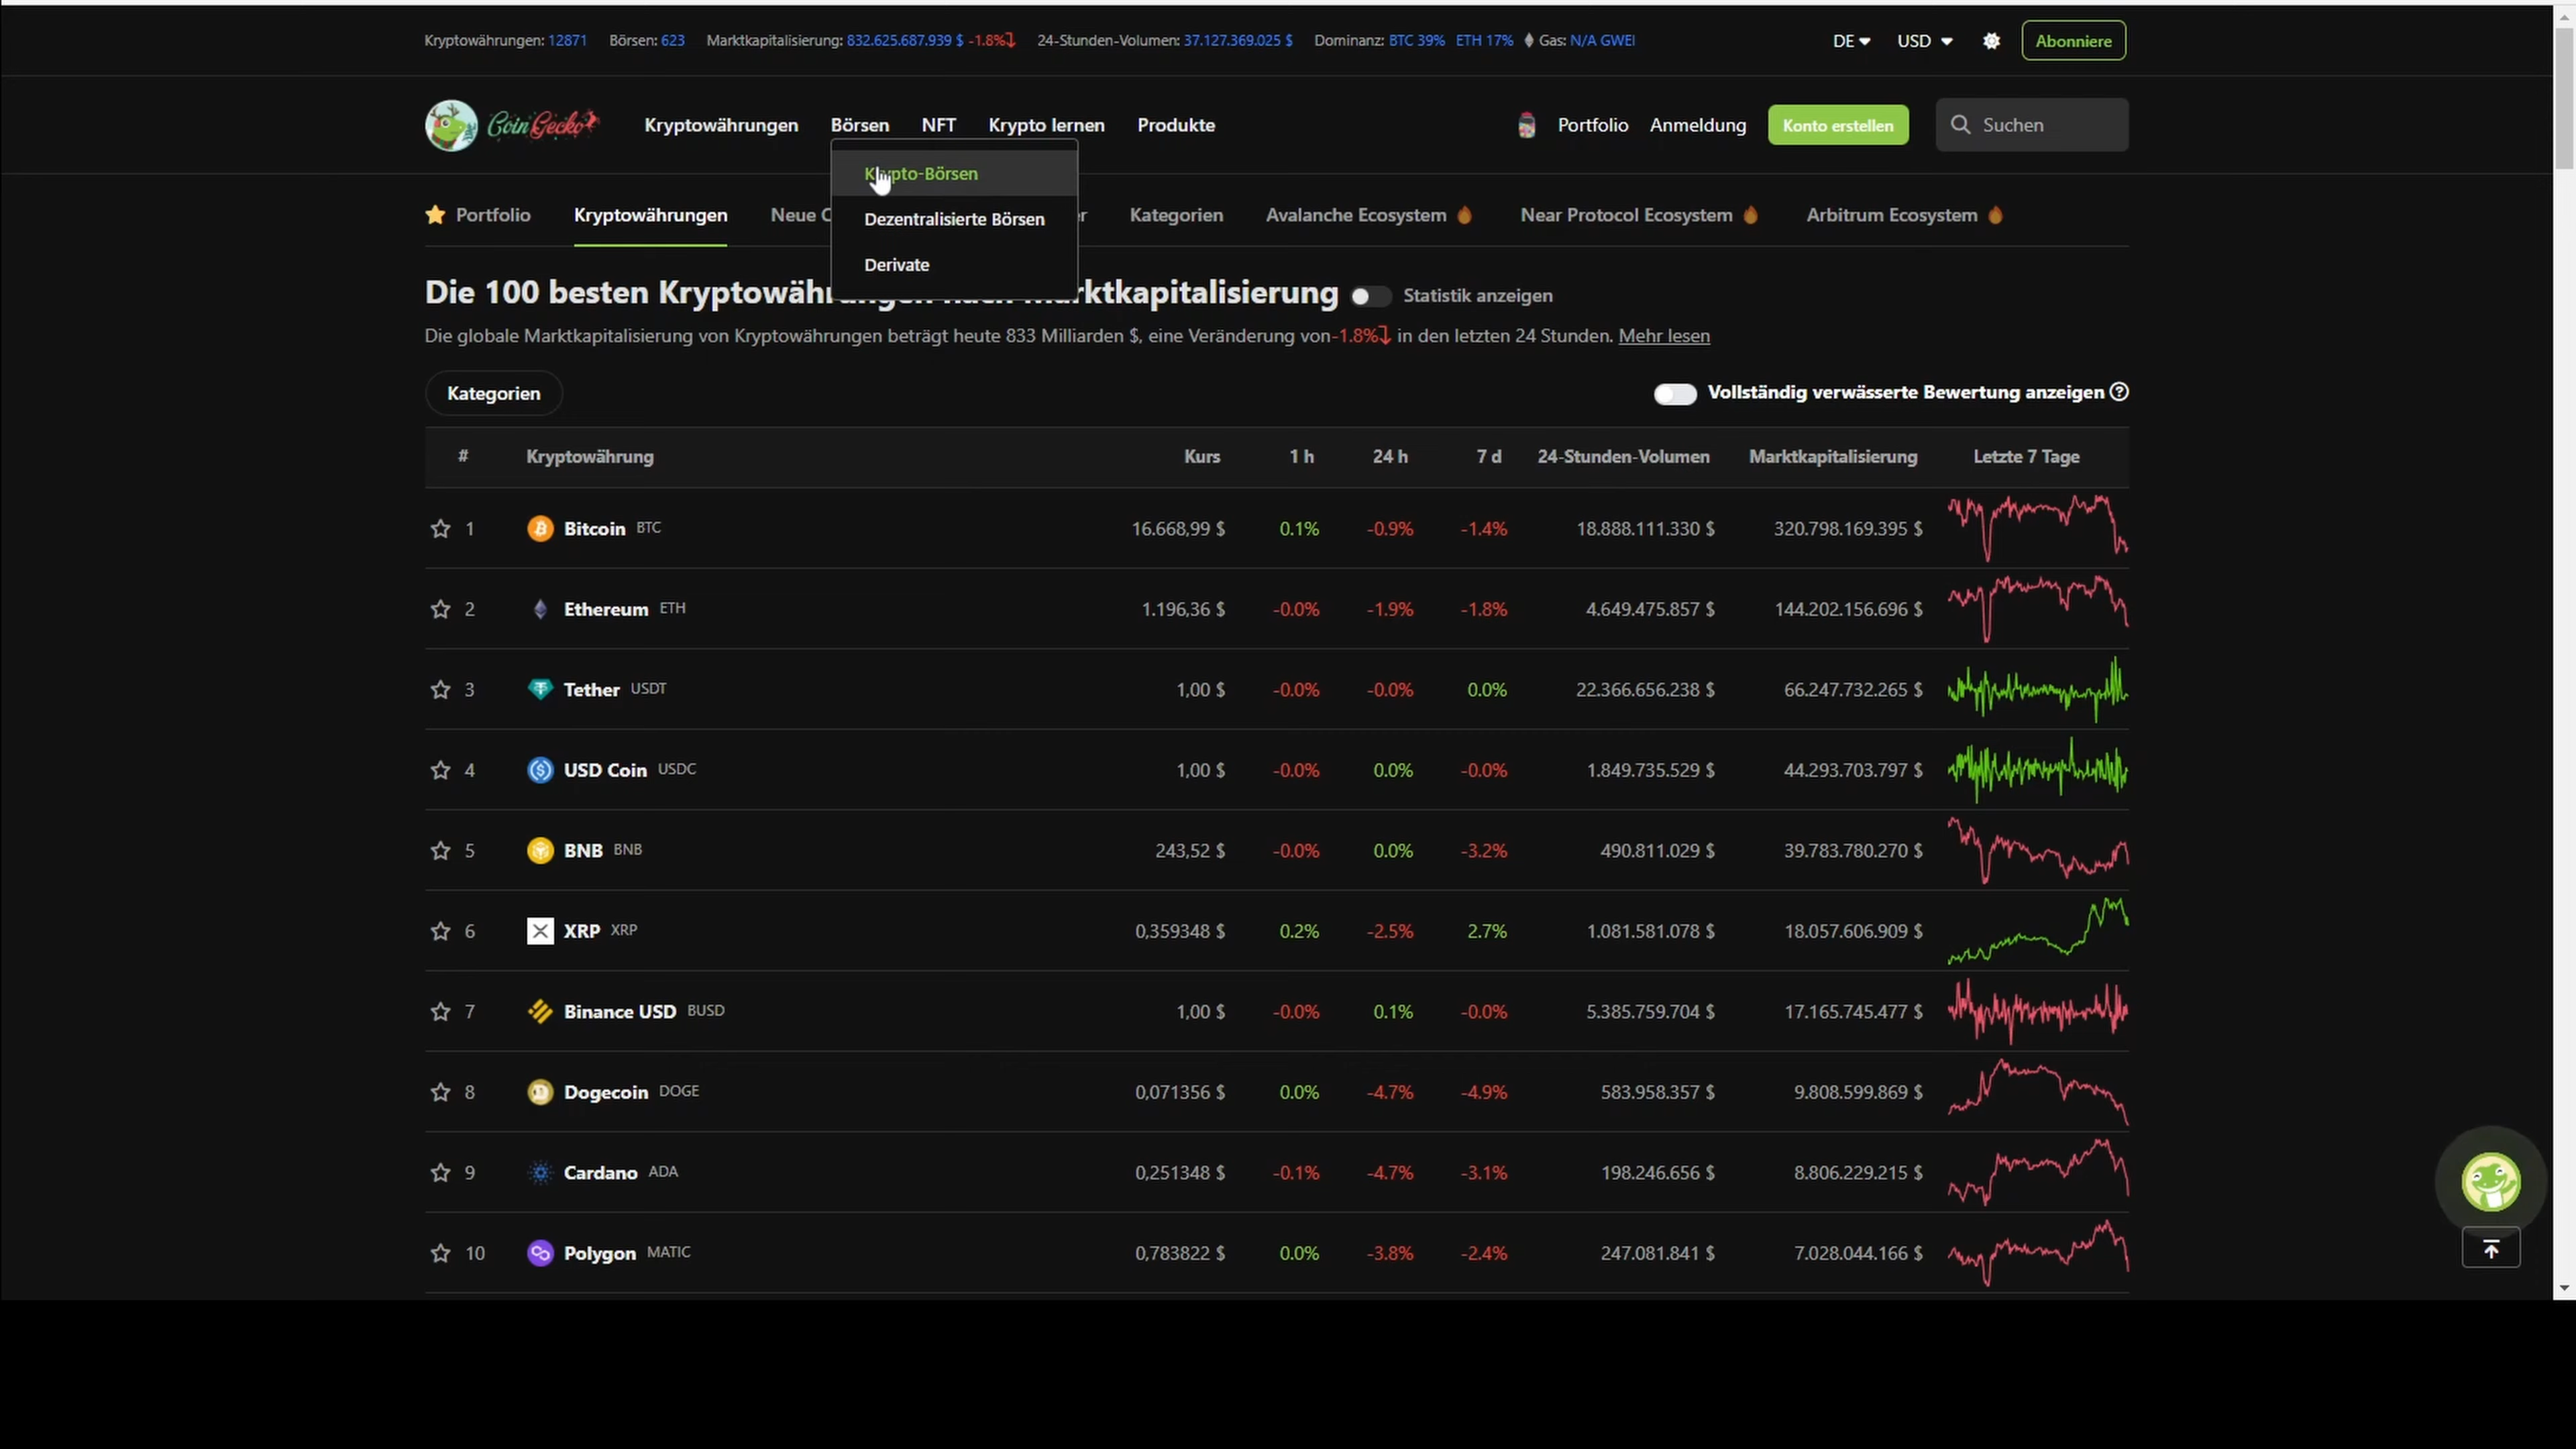 Kryptowährungen: 12871 Börsen: 623 Marktkapitalisierung: 832.625.687.939 $ -1.8% 24-Stunden-Volumen: 37.127.369.025 $ Dominanz: BTC 39% ETH 17% Gas: N/A GWEI DE USD Abonniere
CoinGecko Kryptowährungen Börsen NFT Krypto lernen Produkte Portfolio Anmeldung Konto erstellen Suchen
Krypto-Börsen
Dezentralisierte Börsen
Derivate
Portfolio Kryptowährungen Neue Kategorien Avalanche Ecosystem Near Protocol Ecosystem Arbitrum Ecosystem
Die 100 besten Kryptowährungen nach Marktkapitalisierung Statistik anzeigen
Die globale Marktkapitalisierung von Kryptowährungen beträgt heute 833 Milliarden $, eine Veränderung von -1.8% in den letzten 24 Stunden. Mehr lesen
Kategorien Vollständig verwässerte Bewertung anzeigen
# Kryptowährung Kurs 1 h 24 h 7 d 24-Stunden-Volumen Marktkapitalisierung Letzte 7 Tage
1 Bitcoin BTC 16.668,99 $ 0.1% -0.9% -1.4% 18.888.111.330 $ 320.798.169.395 $
2 Ethereum ETH 1.196,36 $ -0.0% -1.9% -1.8% 4.649.475.857 $ 144.202.156.696 $
3 Tether USDT 1,00 $ -0.0% -0.0% 0.0% 22.366.656.238 $ 66.247.732.265 $
4 USD Coin USDC 1,00 $ -0.0% 0.0% -0.0% 1.849.735.529 $ 44.293.703.797 $
5 BNB BNB 243,52 $ -0.0% 0.0% -3.2% 490.811.029 $ 39.783.780.270 $
6 XRP XRP 0,359348 $ 0.2% -2.5% 2.7% 1.081.581.078 $ 18.057.606.909 $
7 Binance USD BUSD 1,00 $ -0.0% 0.1% -0.0% 5.385.759.704 $ 17.165.745.477 $
8 Dogecoin DOGE 0,071356 $ 0.0% -4.7% -4.9% 583.958.357 $ 9.808.599.869 $
9 Cardano ADA 0,251348 $ -0.1% -4.7% -3.1% 198.246.656 $ 8.806.229.215 $
10 Polygon MATIC 0,783822 $ 0.0% -3.8% -2.4% 247.081.841 $ 7.028.044.166 $